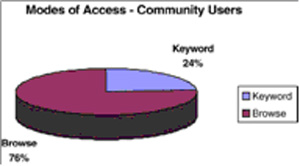 Modes of Access - Community Users
Keyword
24%
Keyword
Browse
Browse
76%